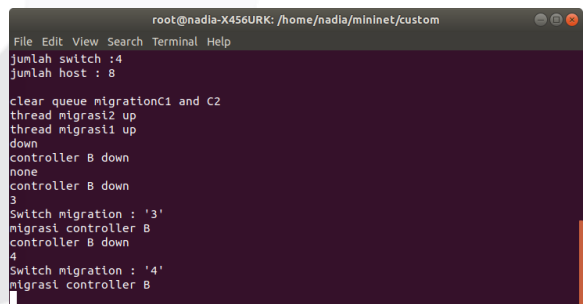 root@nadia-X456URK: /home/nadia/mininet/custom
File Edit View Search Terminal Help
jumlah switch :4
jumlah host : 8
clear queue migrationC1 and C2
thread migrasi2 up
thread migrasi1 up
down
controller B down
none
controller B down
3
Switch migration : '3'
migrasi controller B
controller B down
4
Switch migration : '4'
migrasi controller B